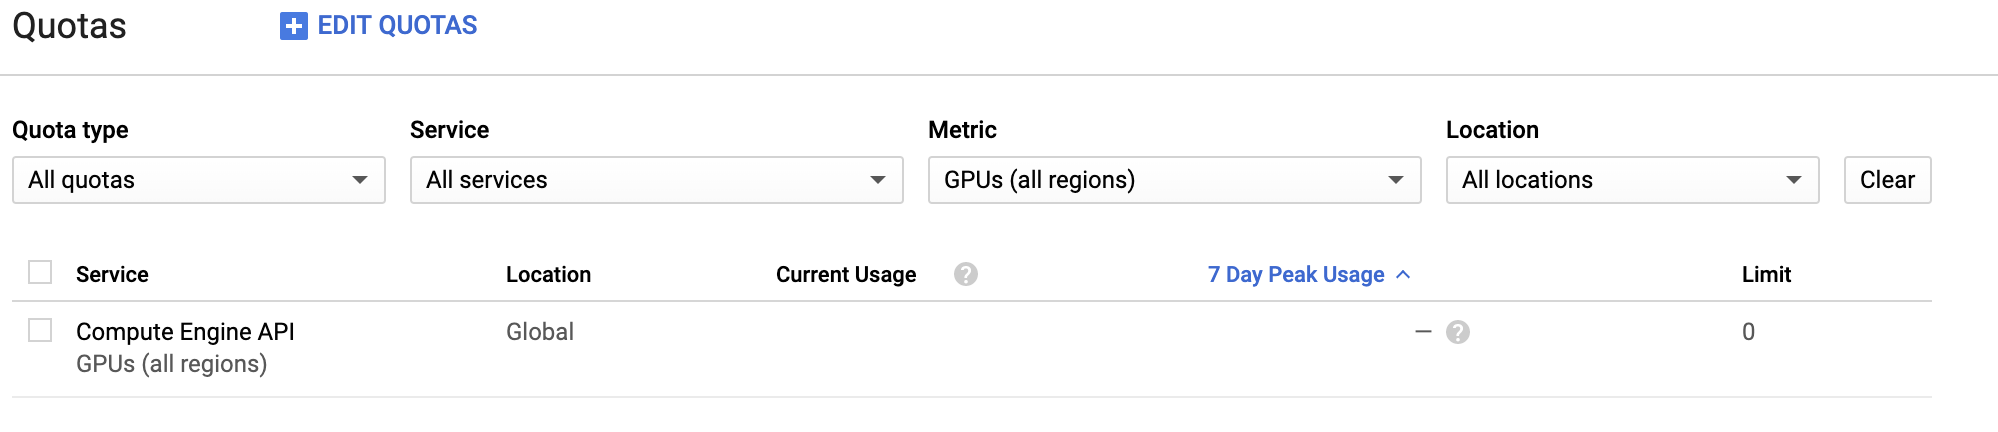 Quotas EDIT QUOTAS
Quota type Service Metric Location
All quotas All services GPUs (all regions) All locations Clear
Service Location Current Usage ? 7 Day Peak Usage Limit
Compute Engine API Global – ? 0
GPUs (all regions)